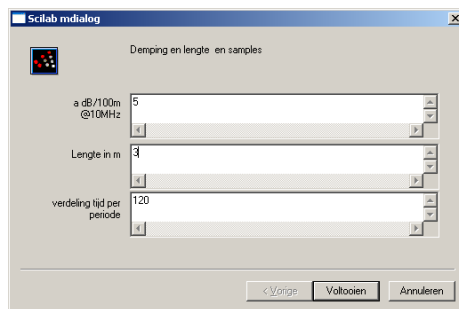 Scilab mdialog
Demping en lengte en samples
a dB/100m
@10MHz
5
Lengte in m
3
verdeling tijd per
periode
120
< Vorige
Voltooien
Annuleren